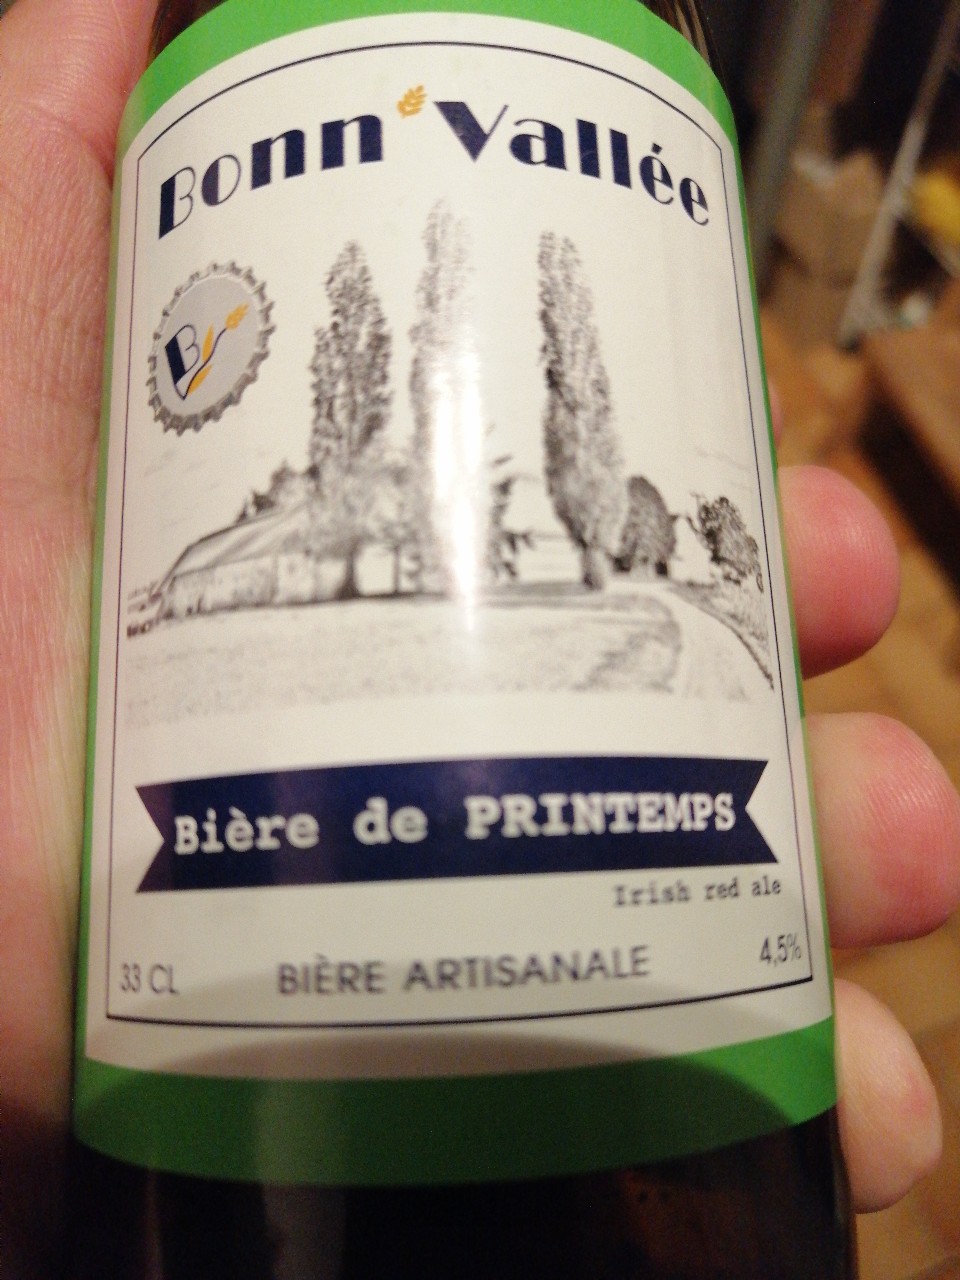 Bonn'Vallée
B
Bière de PRINTEMPS
Irish red ale
33 CL BIÈRE ARTISANALE 4,5%